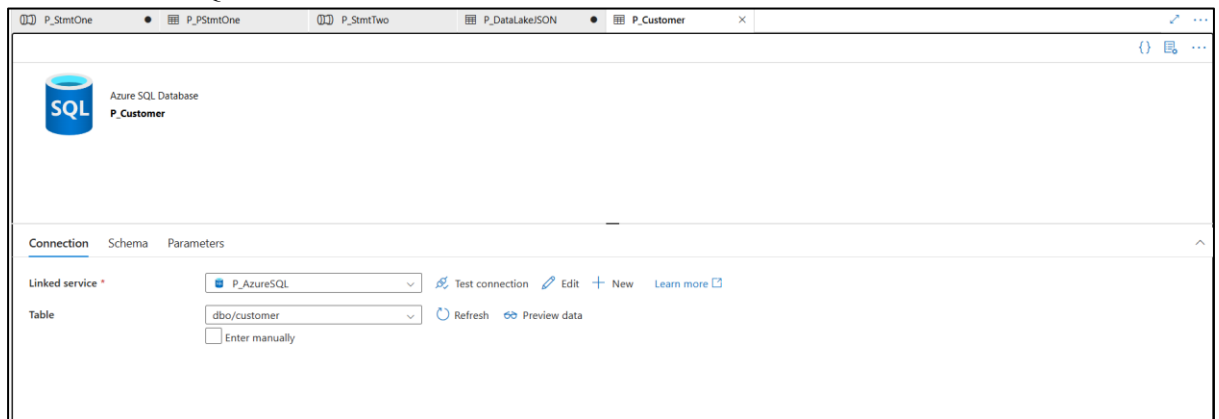 P_StmtOne P_PStmtOne P_StmtTwo P_DataLakeJSON P_Customer
SQL
Azure SQL Database
P_Customer
Connection Schema Parameters
Linked service * P_AzureSQL Test connection Edit New Learn more
Table dbo/customer Refresh Preview data
Enter manually